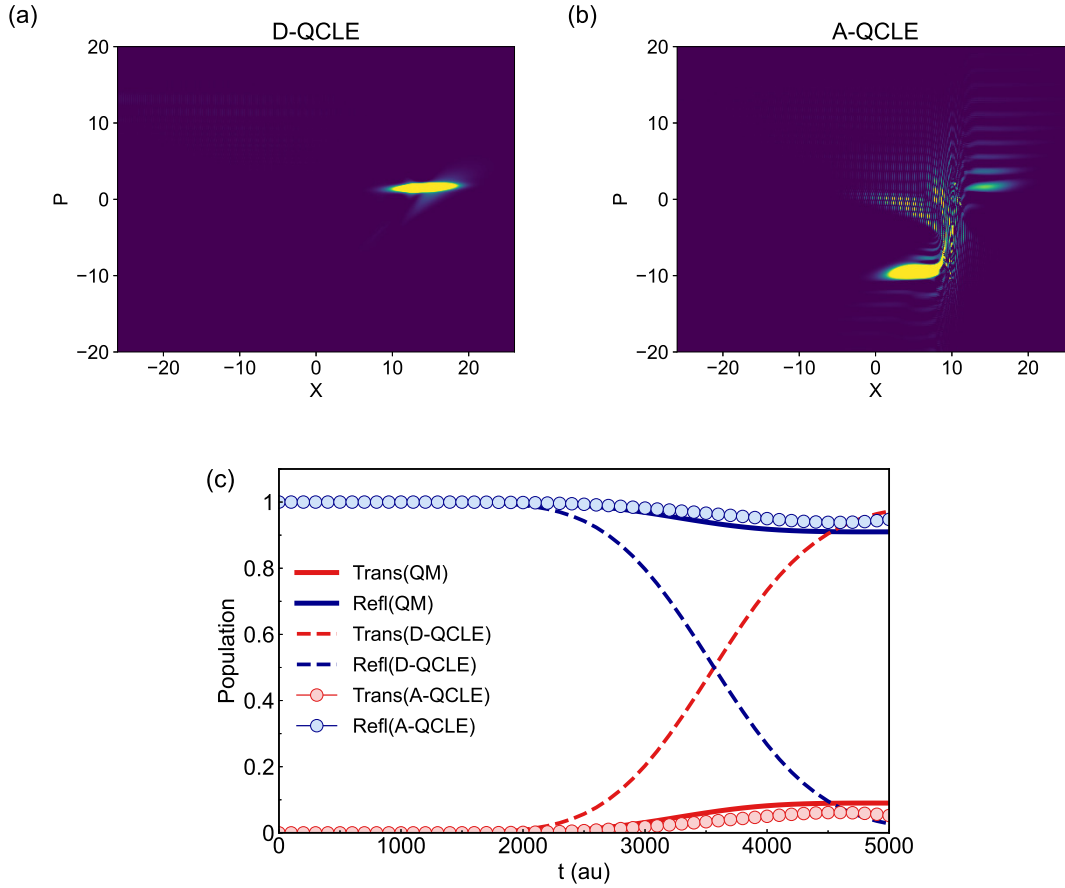 (a)
D-QCLE
20
10
0
−10
−20
P
−20
−10
0
10
20
X
(b)
A-QCLE
20
10
0
−10
−20
P
−20
−10
0
10
20
X
(c)
1
0.8
0.6
0.4
0.2
0
Population
Trans(QM)
Refl(QM)
Trans(D-QCLE)
Refl(D-QCLE)
Trans(A-QCLE)
Refl(A-QCLE)
0
1000
2000
3000
4000
5000
t (au)